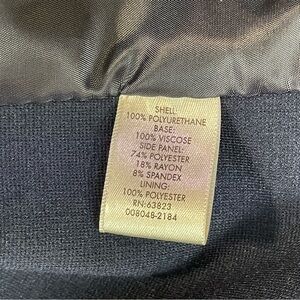 SHELL:
100% POLYURETHANE
BASE:
100% VISCOSE
SIDE PANEL:
74% POLYESTER
18% RAYON
8% SPANDEX
LINING:
100% POLYESTER
RN:63823
008048-2184